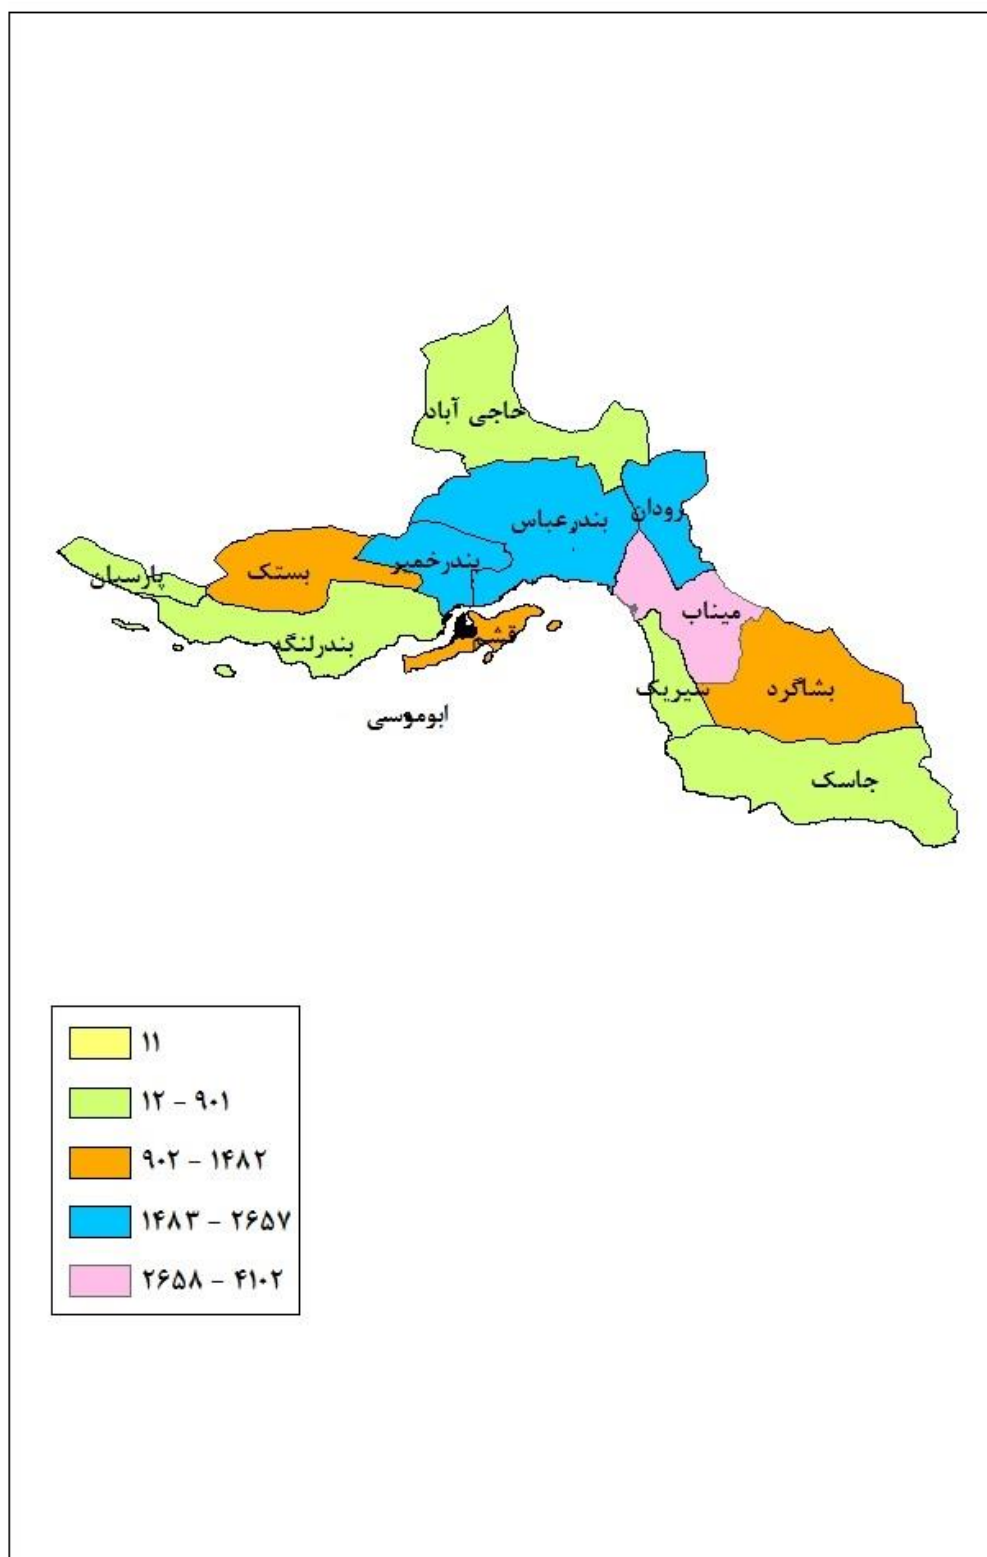 حاجی آباد
بندرعباس
رودان
بندرخمیر
بستک
پارسیان
میناب
قشم
بندرلنگه
سیریک
بشاگرد
ابوموسی
جاسک
۱۱
۱۲ - ۹۰۱
۹۰۲ - ۱۴۸۲
۱۴۸۳ - ۲۶۵۷
۲۶۵۸ - ۴۱۰۲